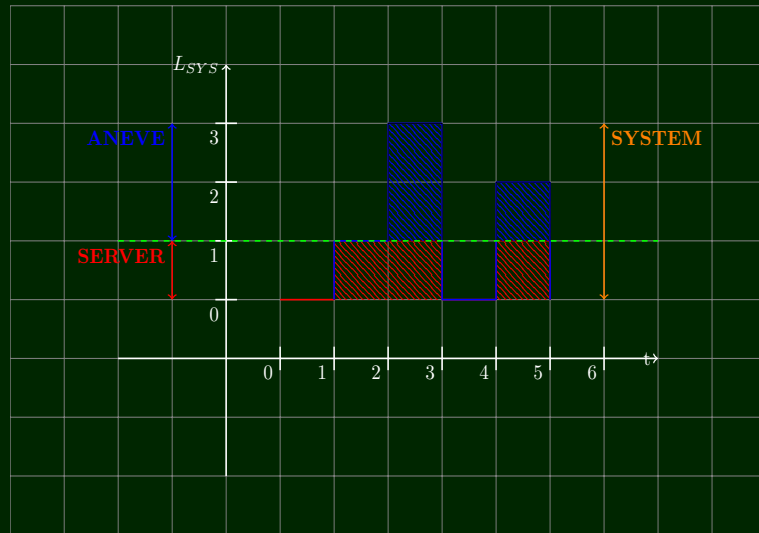 L_{SYS}
ANEVE
3
SYSTEM
2
SERVER
1
0
t
0 1 2 3 4 5 6